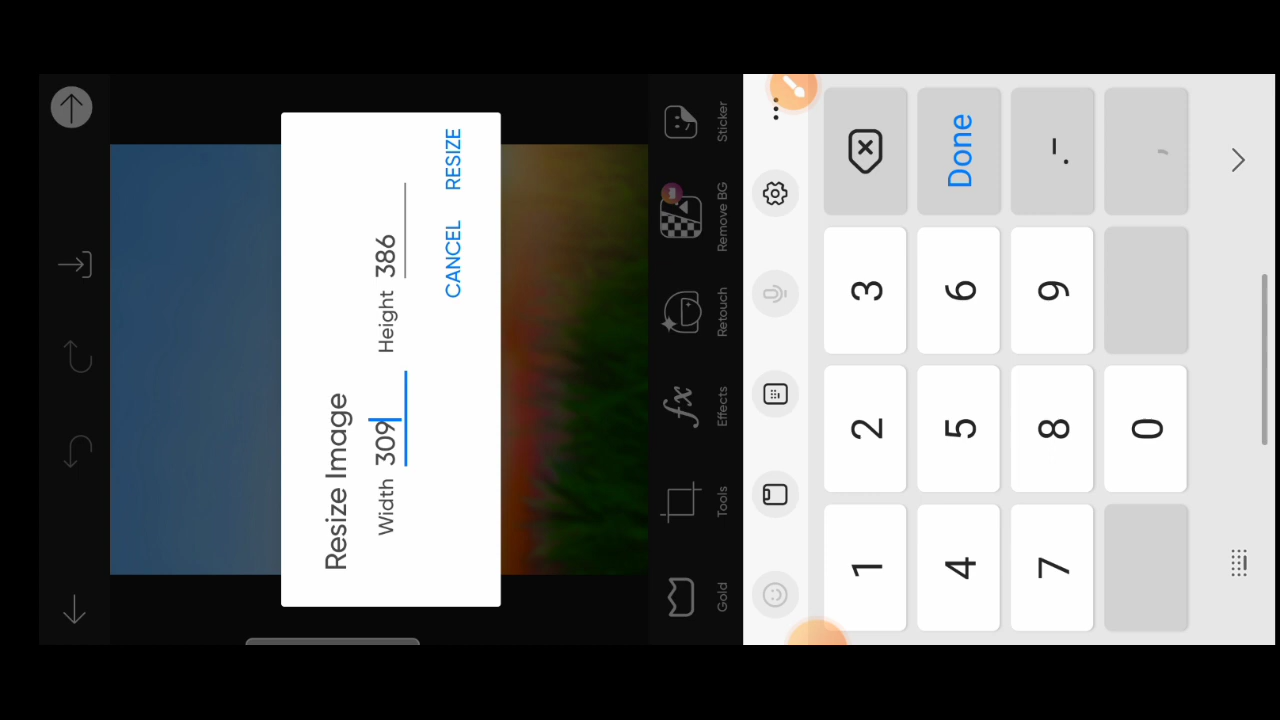 Resize Image
Width 309 Height 386
CANCEL RESIZE
Gold
Tools
Effects
Retouch
Remove BG
Sticker
1 2 3
4 5 6 Done
7 8 9 .-
0 ,